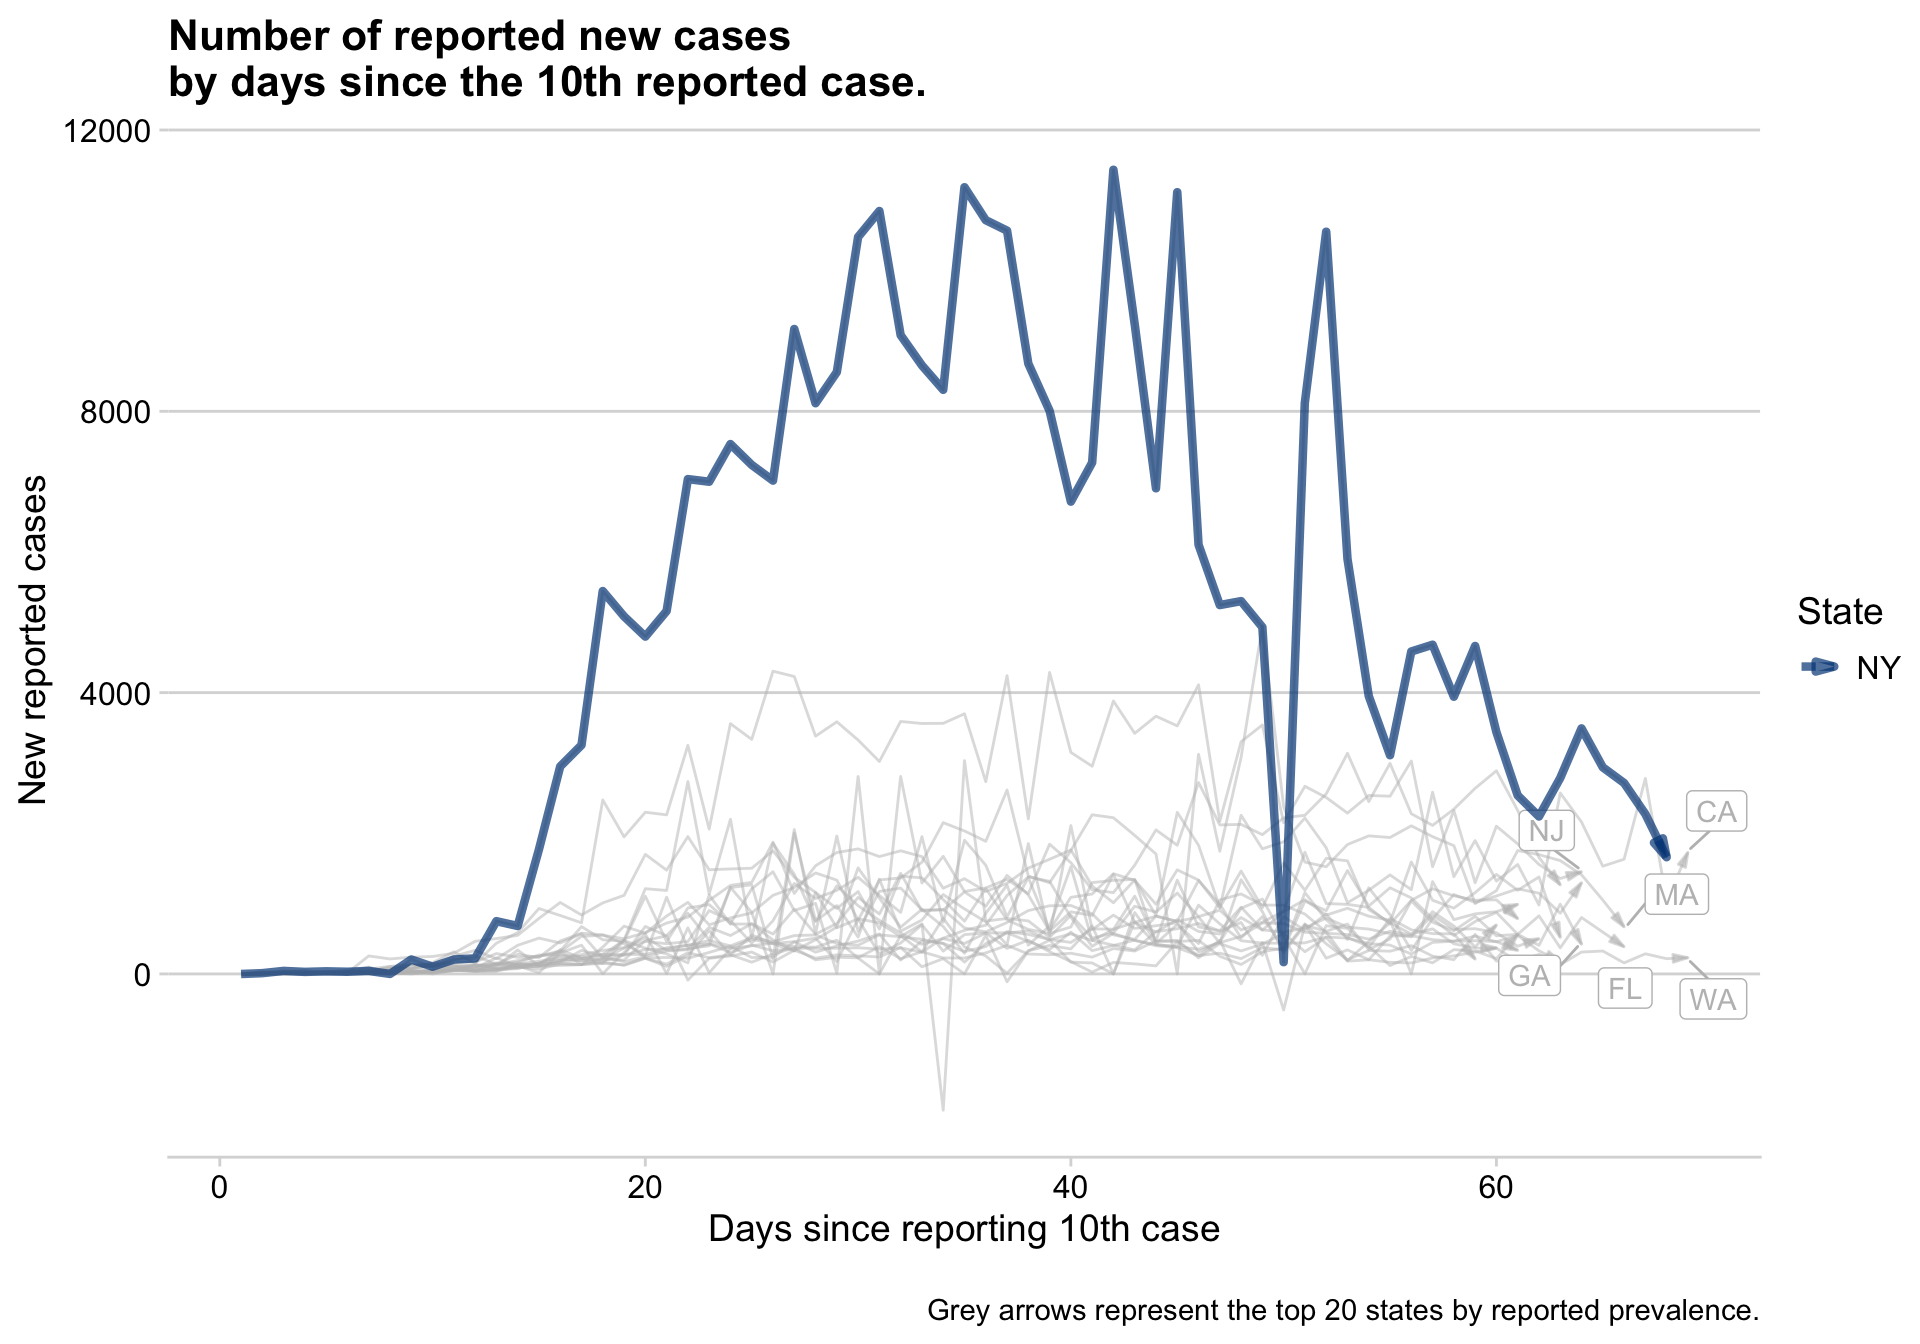 Number of reported new cases
by days since the 10th reported case.
12000
8000
4000
0
New reported cases
NJ
CA
MA
GA
FL
WA
State
NY
0
20
40
60
Days since reporting 10th case
Grey arrows represent the top 20 states by reported prevalence.